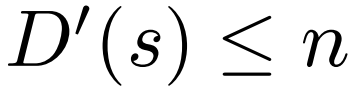 D′(s) ≤ n